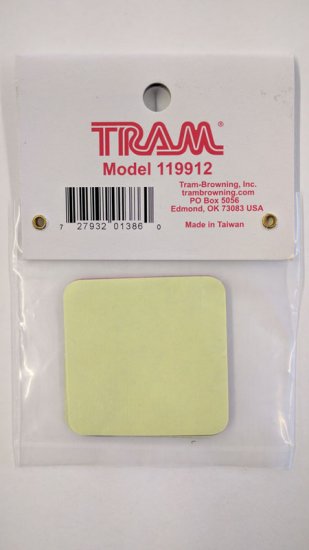 TRAM®
Model 119912
Tram-Browning, Inc.
trambrowning.com
PO Box 5056
Edmond, OK 73083 USA
Made in Taiwan
7 27932 01386 0